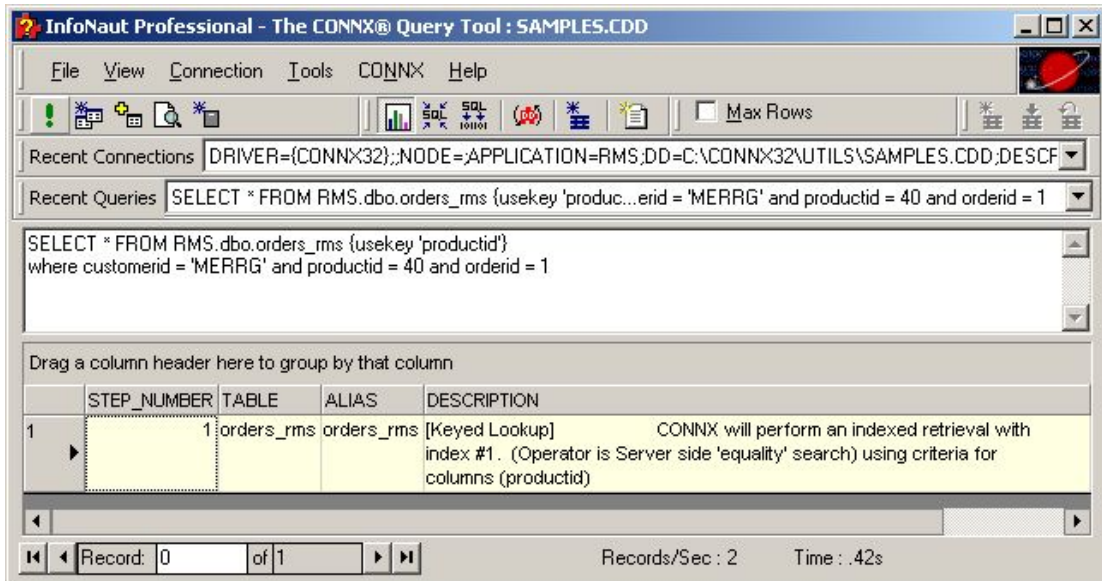 InfoNaut Professional - The CONNX® Query Tool : SAMPLES.CDD
File View Connection Tools CONNX Help
Max Rows
Recent Connections DRIVER={CONNX32};;NODE=;APPLICATION=RMS;DD=C:\CONNX32\UTILS\SAMPLES.CDD;DESCF
Recent Queries SELECT * FROM RMS.dbo.orders_rms {usekey 'produc...erid = 'MERRG' and productid = 40 and orderid = 1
SELECT * FROM RMS.dbo.orders_rms {usekey 'productid'}
where customerid = 'MERRG' and productid = 40 and orderid = 1
Drag a column header here to group by that column
STEP_NUMBER TABLE ALIAS DESCRIPTION
1 1 orders_rms orders_rms [Keyed Lookup] CONNX will perform an indexed retrieval with
index #1. (Operator is Server side 'equality' search) using criteria for
columns (productid)
Record: 0 of 1 Records/Sec : 2 Time : .42s